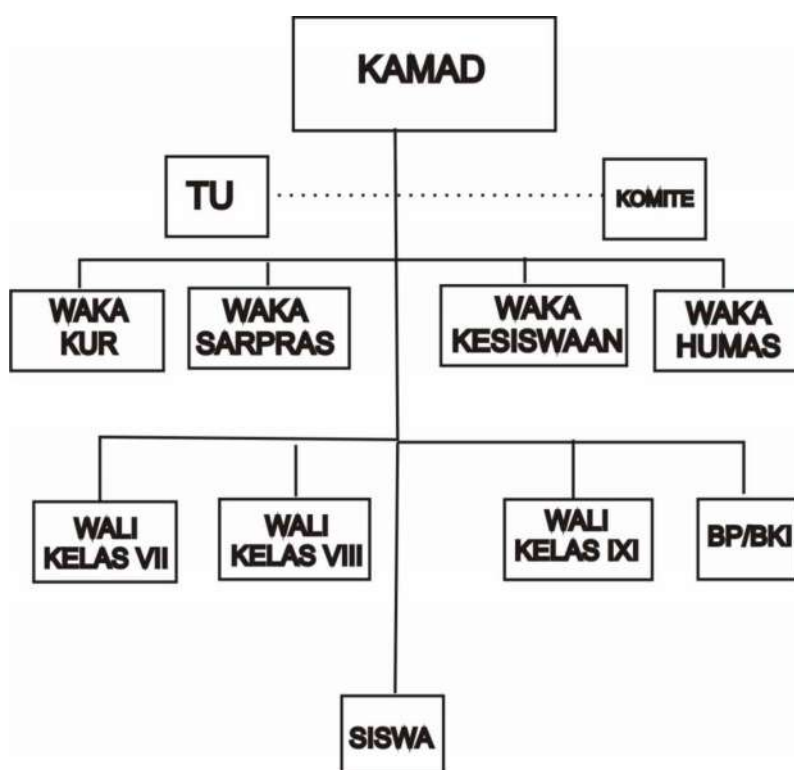 KAMAD
TU
KOMITE
WAKA
KUR
WAKA
SARPRAS
WAKA
KESISWAAN
WAKA
HUMAS
WALI
KELAS VII
WALI
KELAS VIII
WALI
KELAS IXI
BP/BKI
SISWA